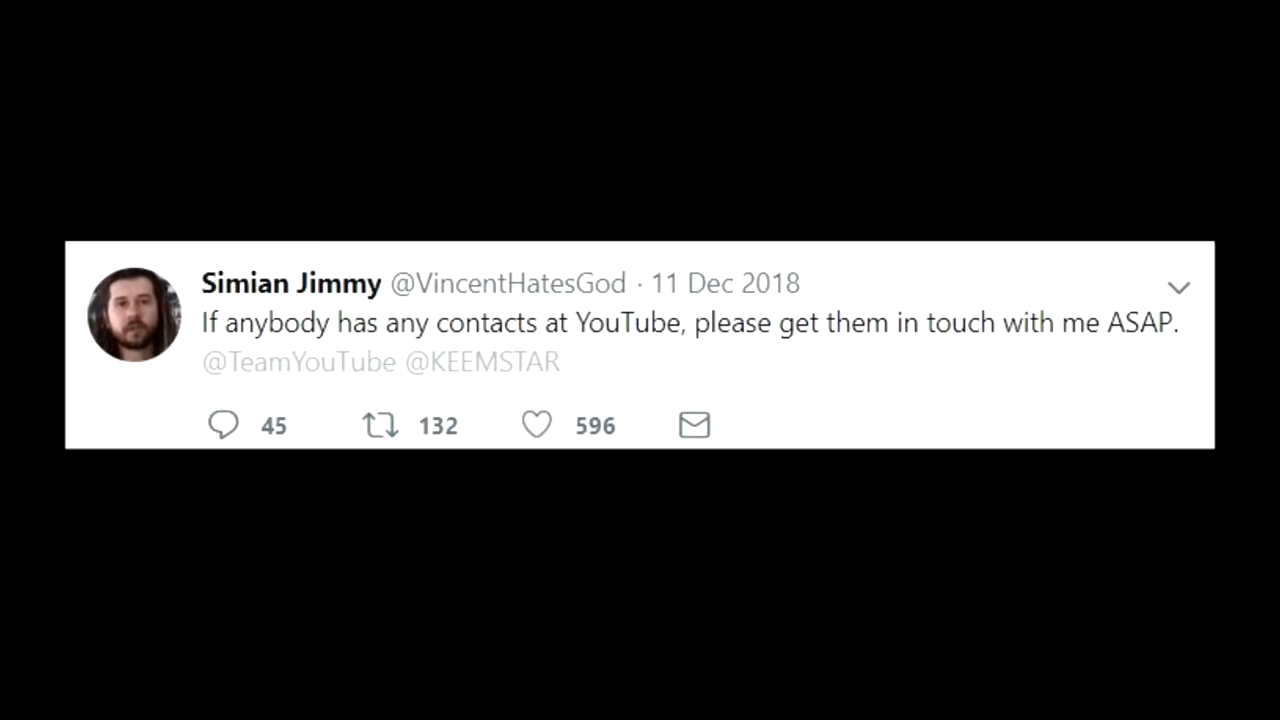 Simian Jimmy @VincentHatesGod · 11 Dec 2018
If anybody has any contacts at YouTube, please get them in touch with me ASAP.
@TeamYouTube @KEEMSTAR
45 132 596